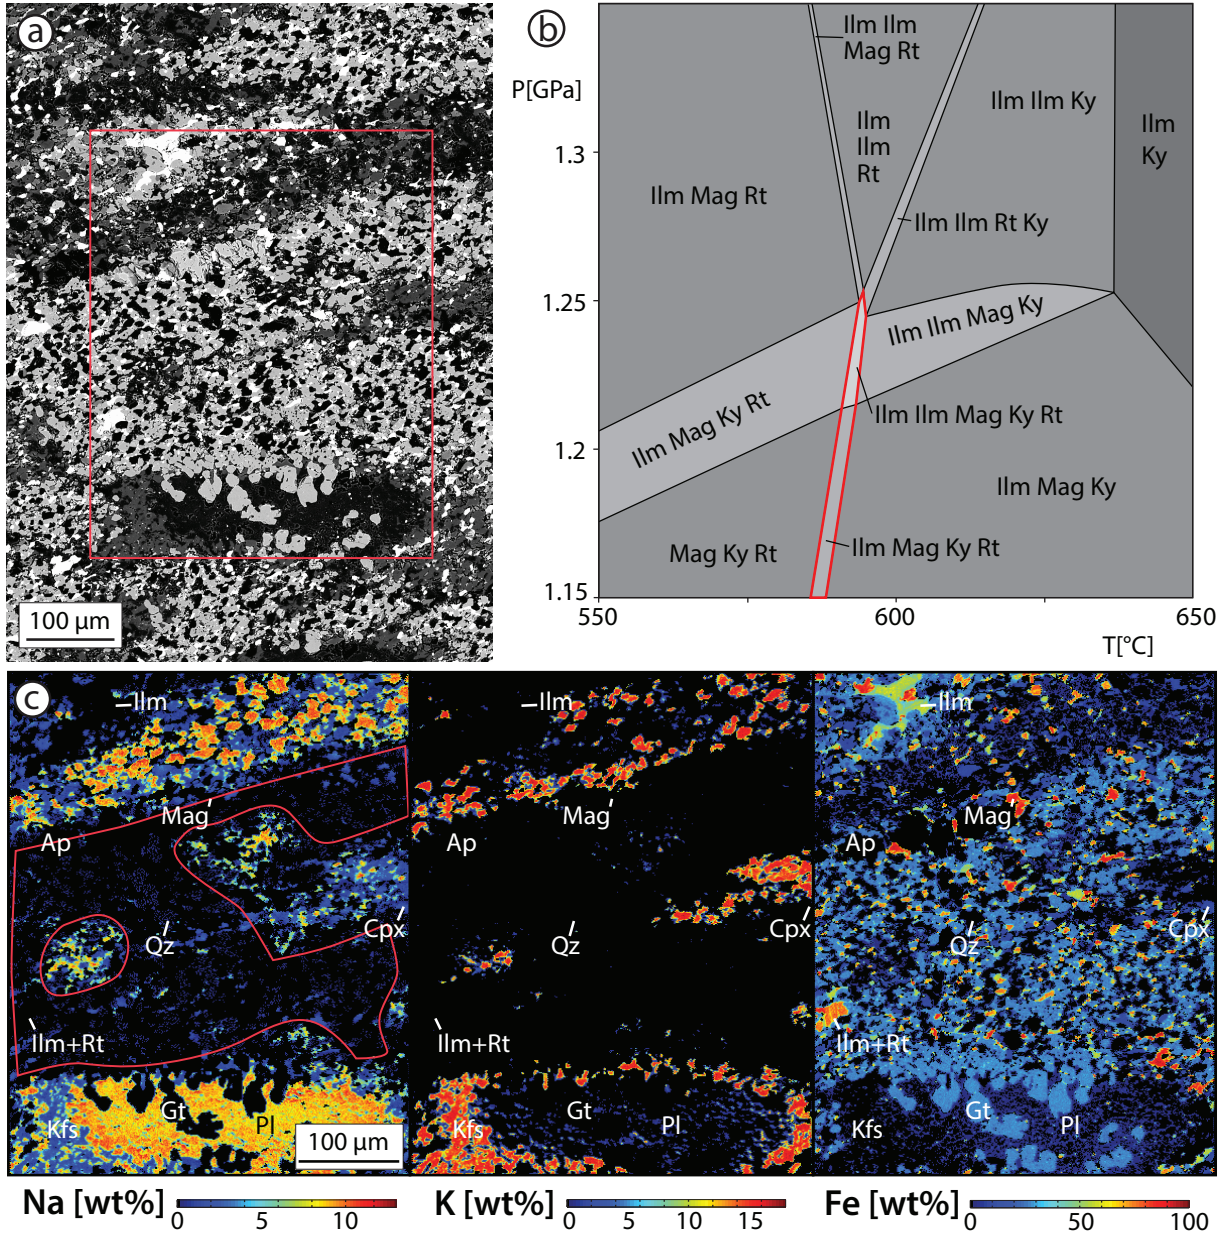 a
100 µm
b
P[GPa]
1.3
1.25
1.2
1.15
550
600
650
T[°C]
Ilm Ilm
Mag Rt
Ilm
Ilm
Rt
Ilm Ilm Ky
Ilm
Ky
Ilm Mag Rt
Ilm Ilm Rt Ky
Ilm Ilm Mag Ky
Ilm Mag Ky Rt
Ilm Ilm Mag Ky Rt
Ilm Mag Ky
Mag Ky Rt
Ilm Mag Ky Rt
c
Ilm
Mag
Ap
Qz
Cpx
Ilm+Rt
Gt
Kfs
Pl
100 µm
Ilm
Mag
Ap
Qz
Cpx
Ilm+Rt
Gt
Kfs
Pl
Ilm
Mag
Ap
Qz
Cpx
Ilm+Rt
Gt
Kfs
Pl
Na [wt%]
0 5 10
K [wt%]
0 5 10 15
Fe [wt%]
0 50 100